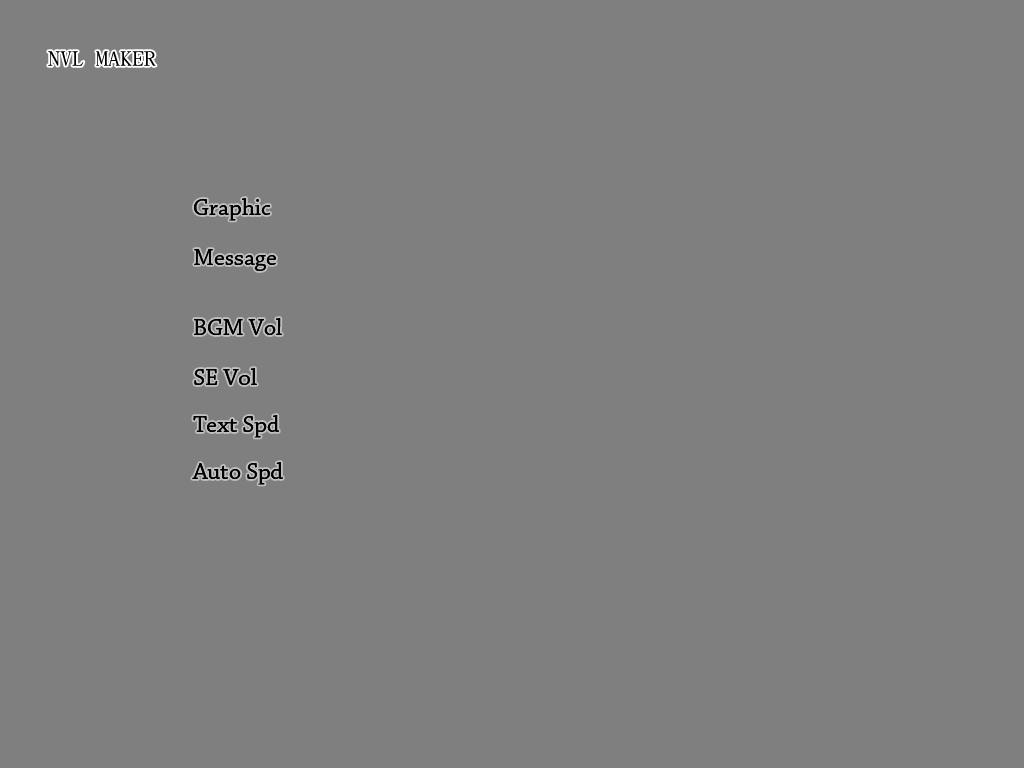 NVL MAKER
Graphic
Message
BGM Vol
SE Vol
Text Spd
Auto Spd